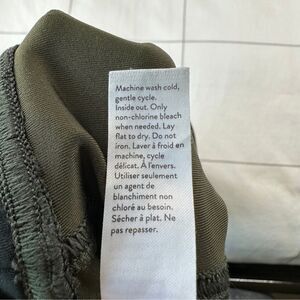 Machine wash cold,
gentle cycle.
Inside out. Only
non-chlorine bleach
when needed. Lay
flat to dry. Do not
iron. Laver à froid en
machine, cycle
délicat. À l'envers.
Utiliser seulement
un agent de
blanchiment non
chloré au besoin.
Sécher à plat. Ne
pas repasser.